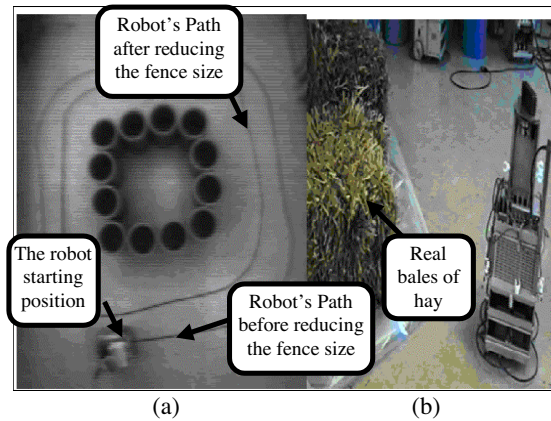 Robot's Path
after reducing
the fence size
The robot
starting
position
Robot's Path
before reducing
the fence size
Real
bales of
hay
(a)
(b)